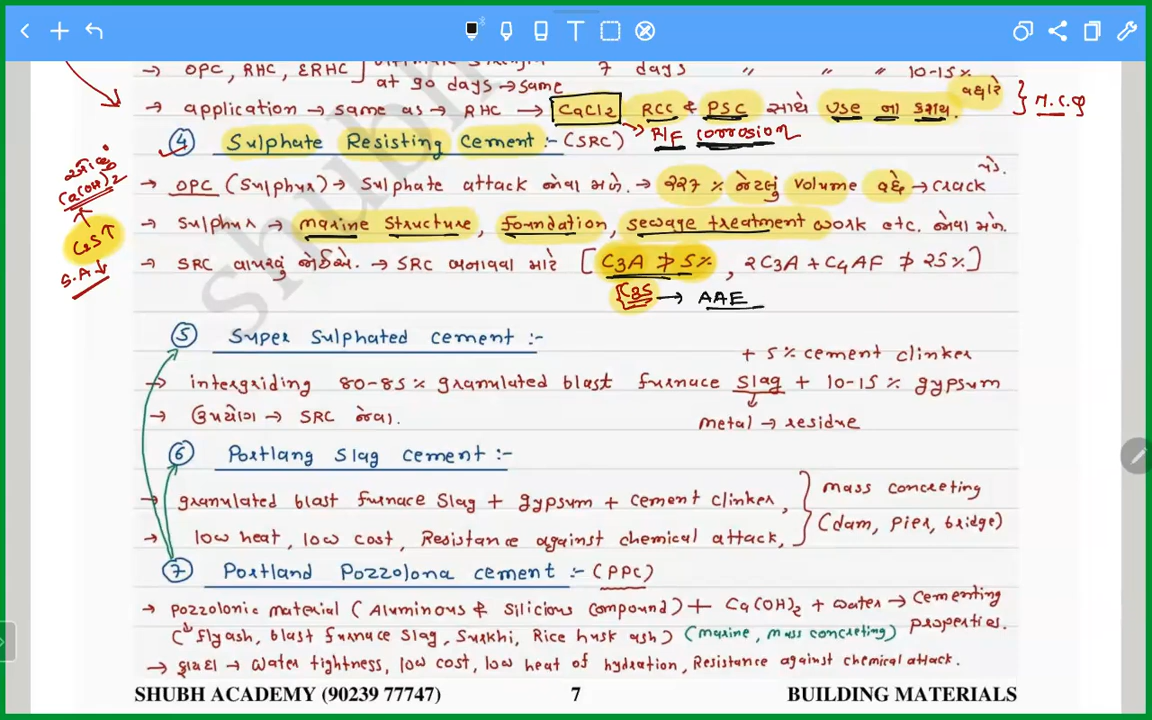 → OPC, RHC, ERHC] ultimate strength 7 days " " " 10-15%
at 90 days → same
→ application → same as → RHC → CaCl2 RCC & PSC સાથે use ના કરાય. વધારે } M.C.Q
→ R/F corrosion
④ Sulphate Resisting Cement :- (SRC)
Ca(OH)2
→ OPC (Sulphur) → Sulphate attack જોવા મળે. → 227 % જેટલું volume વધે → crack પડે.
C3S↑
→ Sulphur → marine structure, foundation, sewage treatment work etc. જોવા મળે.
S.A↓
→ SRC વાપરવું જોઈએ. → SRC બનાવવા માટે [C3A ≯ 5%, 2C3A + C4AF ≯ 25%]
{C3S → AAE
⑤ Super Sulphated cement :-
+ 5% cement clinker
→ intergriding 80-85% granulated blast furnace slag + 10-15 % gypsum
→ ઉપયોગ → SRC જેવા.
metal → residue
⑥ Portlang Slag cement :-
→ granulated blast furnace Slag + gypsum + cement clinker,
→ low heat, low cost, Resistance against chemical attack,
} mass concreting
(dam, pier, bridge)
⑦ Portland Pozzolona cement :- (PPC)
→ Pozzolonic material (Aluminous & Silicious compound) + Ca(OH)2 + water → cementing properties.
(flyash, blast furnace slag, Surkhi, Rice husk ash) (marine, mass concreting)
→ ફાયદા → water tightness, low cost, low heat of hydration, Resistance against chemical attack.
SHUBH ACADEMY (90239 77747) 7 BUILDING MATERIALS
shubh